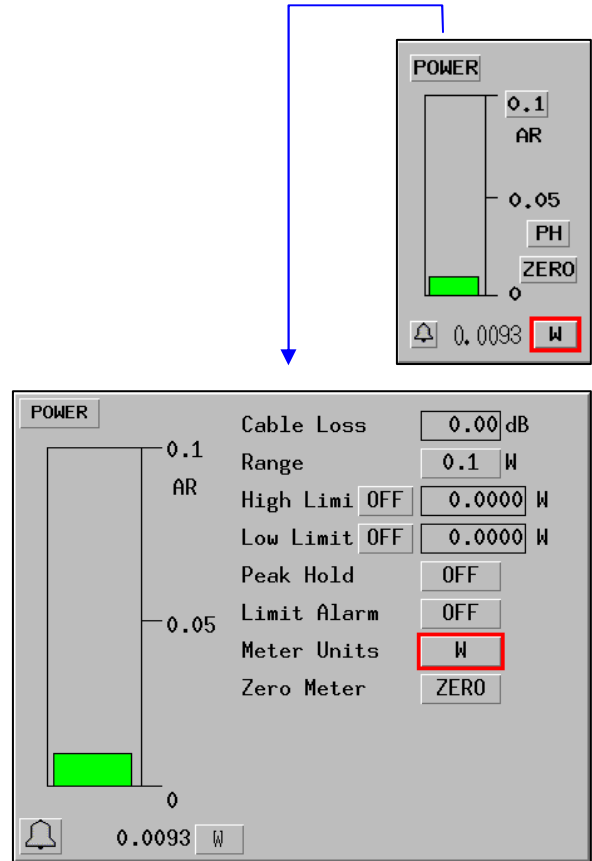 POWER
0.1
AR
0.05
PH
ZERO
0
0.0093 W
POWER
0.1
AR
0.05
0
0.0093 W
Cable Loss 0.00 dB
Range 0.1 W
High Limi OFF 0.0000 W
Low Limit OFF 0.0000 W
Peak Hold OFF
Limit Alarm OFF
Meter Units W
Zero Meter ZERO